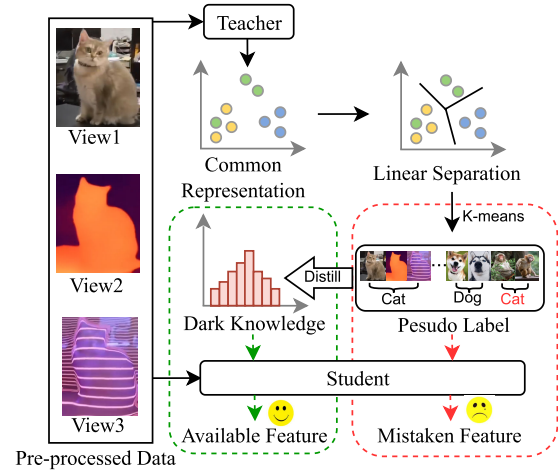 Teacher
View1
Common
Representation
Linear Separation
K-means
View2
Distill
Cat
Dog
Cat
Dark Knowledge
Pesudo Label
Student
View3
Available Feature
Mistaken Feature
Pre-processed Data